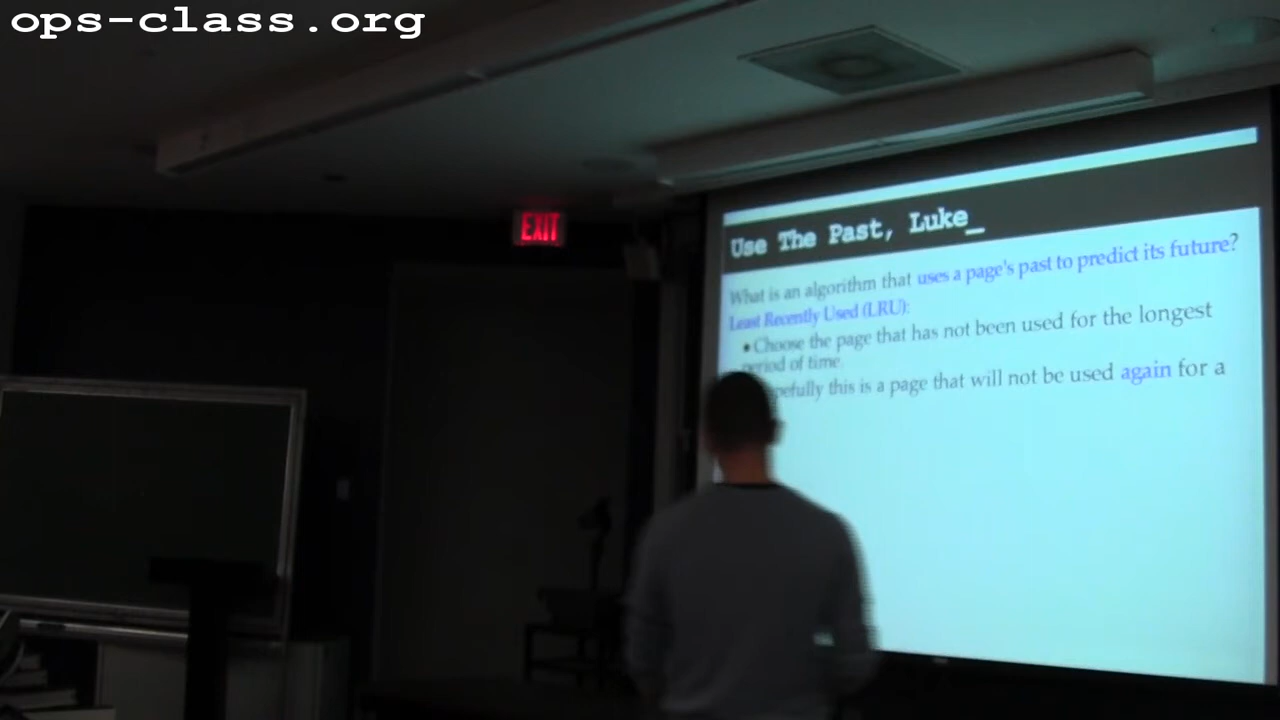 ops-class.org
EXIT
Use The Past, Luke_
What is an algorithm that uses a page's past to predict its future?
Least Recently Used (LRU):
• Choose the page that has not been used for the longest
period of time.
this is a page that will not be used again for a